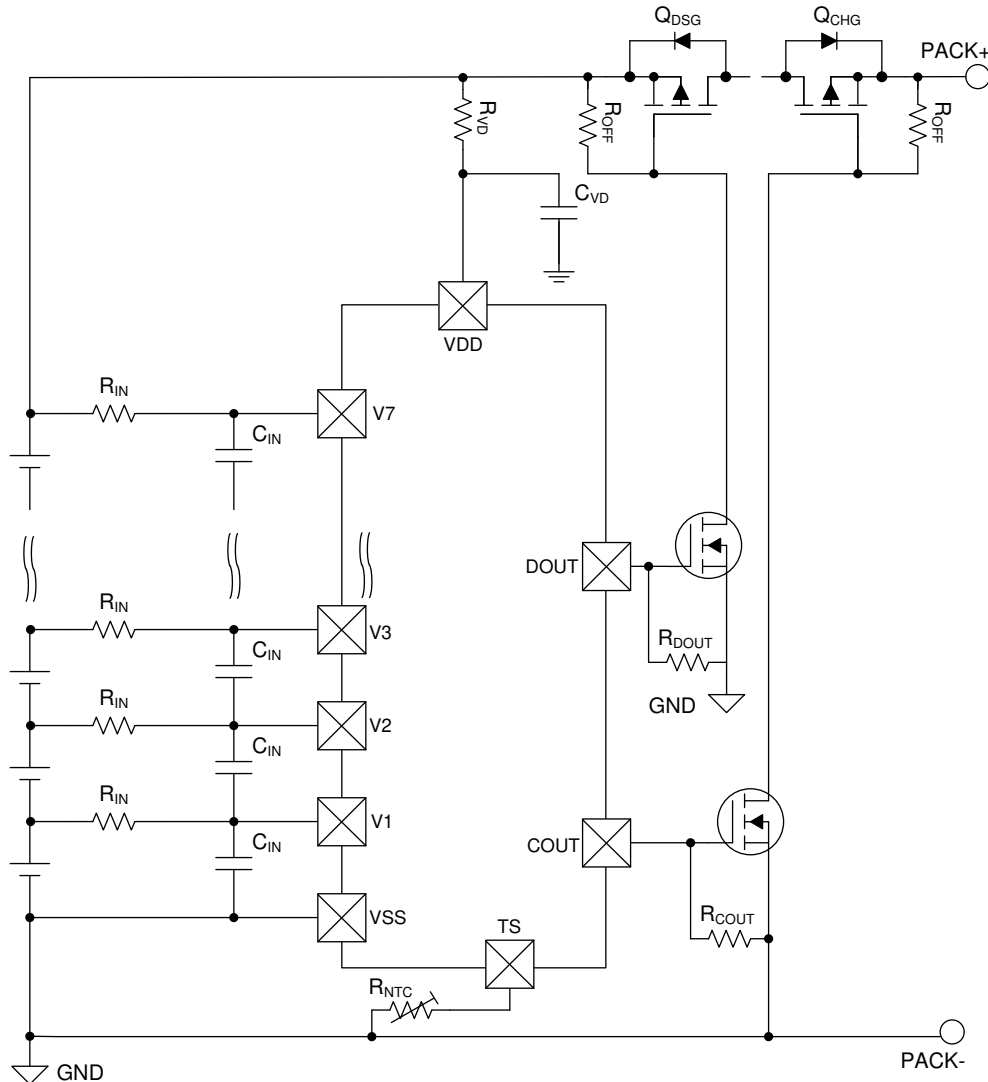 QDSG
QCHG
PACK+
RVD
ROFF
ROFF
CVD
VDD
RIN
CIN
V7
DOUT
RIN
CIN
V3
RDOUT
GND
RIN
CIN
V2
RIN
CIN
V1
COUT
VSS
TS
RCOUT
RNTC
GND
PACK-